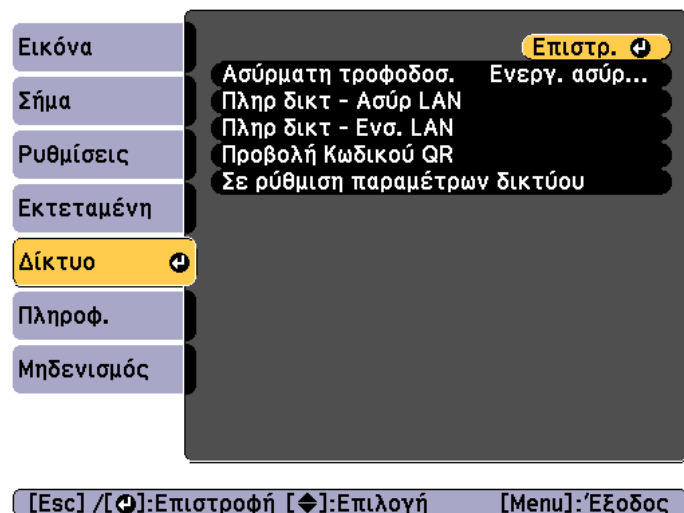 Εικόνα
Σήμα
Ρυθμίσεις
Εκτεταμένη
Δίκτυο
Πληροφ.
Μηδενισμός
Επιστρ.
Ασύρματη τροφοδοσ. Ενεργ. ασύρ...
Πληρ δικτ - Ασύρ LAN
Πληρ δικτ - Ενσ. LAN
Προβολή Κωδικού QR
Σε ρύθμιση παραμέτρων δικτύου
[Esc] /[⏎]:Επιστροφή [◆]:Επιλογή [Menu]:Έξοδος